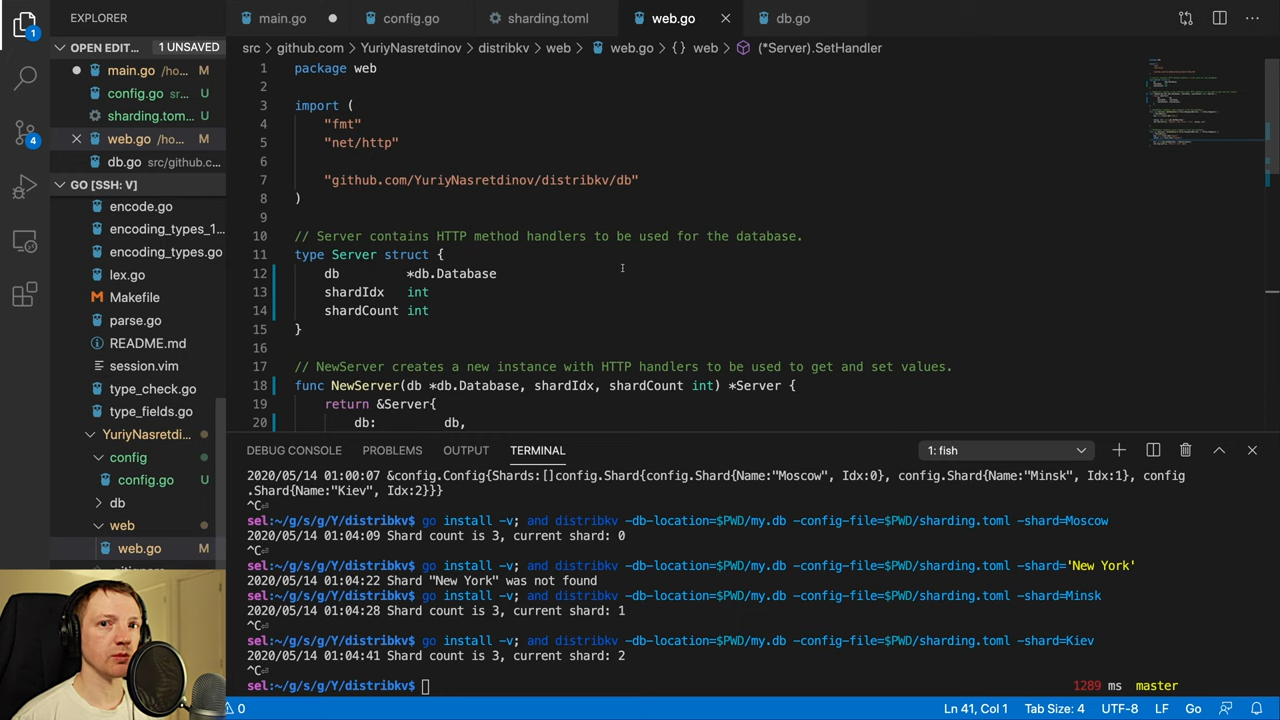 main.go
config.go
sharding.toml
web.go
db.go
src
github.com
YuriyNasretdinov
distribkv
web
web.go
{ } web
(*Server).SetHandler
1
EXPLORER
OPEN EDIT... 1 UNSAVED
main.go /ho... M
config.go sr... U
sharding.tom... U
web.go /home... M
db.go src/github.c...
4
GO [SSH: V]
encode.go
encoding_types_1...
encoding_types.go
lex.go
Makefile
parse.go
README.md
session.vim
type_check.go
type_fields.go
YuriyNasretdi...
config
config.go U
db
web
web.go M
1 package web
2
3 import (
4 "fmt"
5 "net/http"
6
7 "github.com/YuriyNasretdinov/distribkv/db"
8 )
9
10 // Server contains HTTP method handlers to be used for the database.
11 type Server struct {
12 db *db.Database
13 shardIdx int
14 shardCount int
15 }
16
17 // NewServer creates a new instance with HTTP handlers to be used to get and set values.
18 func NewServer(db *db.Database, shardIdx, shardCount int) *Server {
19 return &Server{
20 db: db,
DEBUG CONSOLE
PROBLEMS
OUTPUT
TERMINAL
1: fish
2020/05/14 01:00:07 &config.Config{Shards:[]config.Shard{config.Shard{Name:"Moscow", Idx:0}, config.Shard{Name:"Minsk", Idx:1}, config
.Shard{Name:"Kiev", Idx:2}}}
^C⏎
sel:~/g/s/g/Y/distribkv$ go install -v; and distribkv -db-location=$PWD/my.db -config-file=$PWD/sharding.toml -shard=Moscow
2020/05/14 01:04:09 Shard count is 3, current shard: 0
^C⏎
sel:~/g/s/g/Y/distribkv$ go install -v; and distribkv -db-location=$PWD/my.db -config-file=$PWD/sharding.toml -shard='New York'
2020/05/14 01:04:22 Shard "New York" was not found
sel:~/g/s/g/Y/distribkv$ go install -v; and distribkv -db-location=$PWD/my.db -config-file=$PWD/sharding.toml -shard=Minsk
2020/05/14 01:04:28 Shard count is 3, current shard: 1
^C⏎
sel:~/g/s/g/Y/distribkv$ go install -v; and distribkv -db-location=$PWD/my.db -config-file=$PWD/sharding.toml -shard=Kiev
2020/05/14 01:04:41 Shard count is 3, current shard: 2
^C⏎
sel:~/g/s/g/Y/distribkv$
1289 ms master
0
Ln 41, Col 1
Tab Size: 4
UTF-8
LF
Go